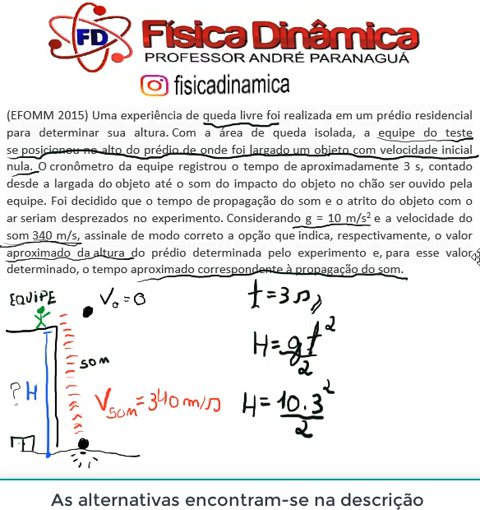 FD
Física Dinâmica
PROFESSOR ANDRÉ PARANAGUÁ
fisicadinamica
(EFOMM 2015) Uma experiência de queda livre foi realizada em um prédio residencial
para determinar sua altura. Com a área de queda isolada, a equipe do teste
se posicionou no alto do prédio de onde foi largado um objeto com velocidade inicial
nula. O cronômetro da equipe registrou o tempo de aproximadamente 3 s, contado
desde a largada do objeto até o som do impacto do objeto no chão ser ouvido pela
equipe. Foi decidido que o tempo de propagação do som e o atrito do objeto com o
ar seriam desprezados no experimento. Considerando g = 10 m/s² e a velocidade do
som 340 m/s, assinale de modo correto a opção que indica, respectivamente, o valor
aproximado da altura do prédio determinada pelo experimento e, para esse valor
determinado, o tempo aproximado correspondente à propagação do som.
EQUIPE
V₀=0
t=3s
SOM
H=gt²/2
? H
Vsom=340m/s
H=10.3²/2
As alternativas encontram-se na descrição